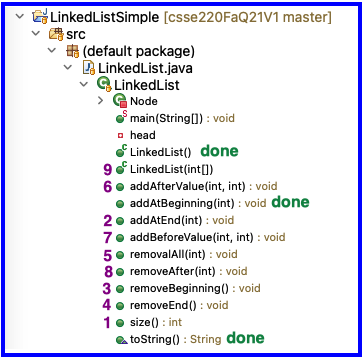 LinkedListSimple [csse220FaQ21V1 master]
src
(default package)
LinkedList.java
LinkedList
Node
main(String[]) : void
head
LinkedList() done
9 LinkedList(int[])
6 addAfterValue(int, int) : void
addAtBeginning(int) : void done
2 addAtEnd(int) : void
7 addBeforeValue(int, int) : void
5 removalAll(int) : void
8 removeAfter(int) : void
3 removeBeginning() : void
4 removeEnd() : void
1 size() : int
toString() : String done